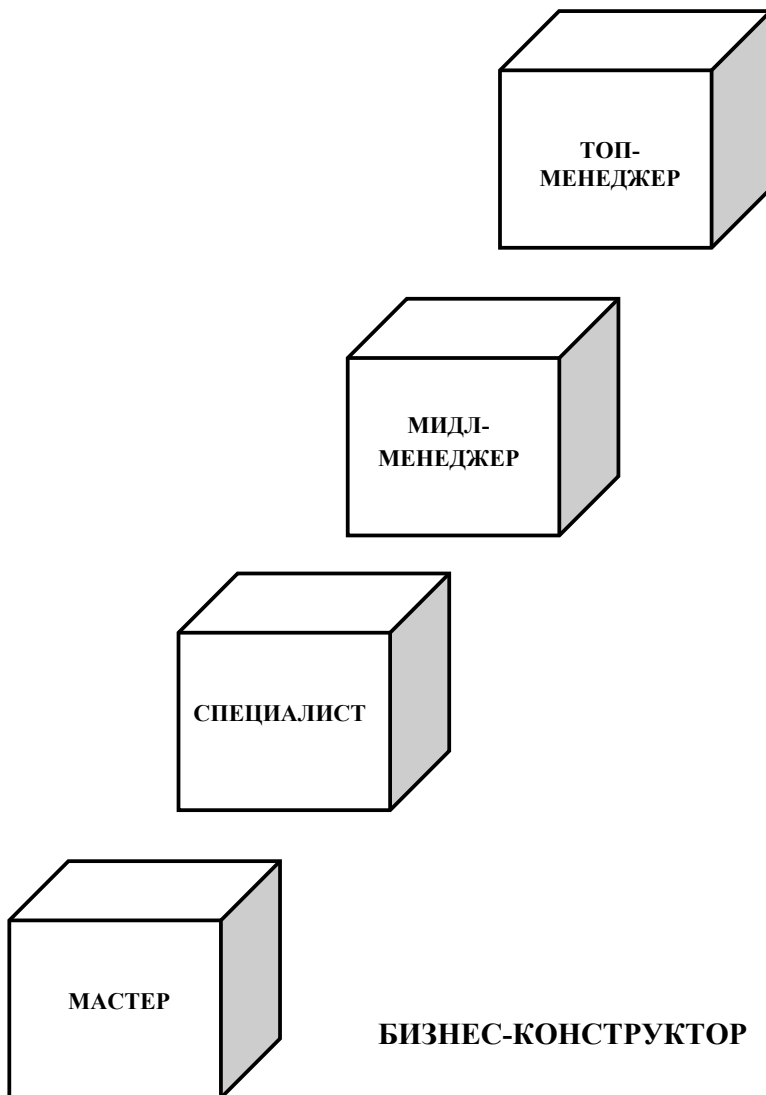 ТОП-
МЕНЕДЖЕР
МИДЛ-
МЕНЕДЖЕР
СПЕЦИАЛИСТ
МАСТЕР
БИЗНЕС-КОНСТРУКТОР